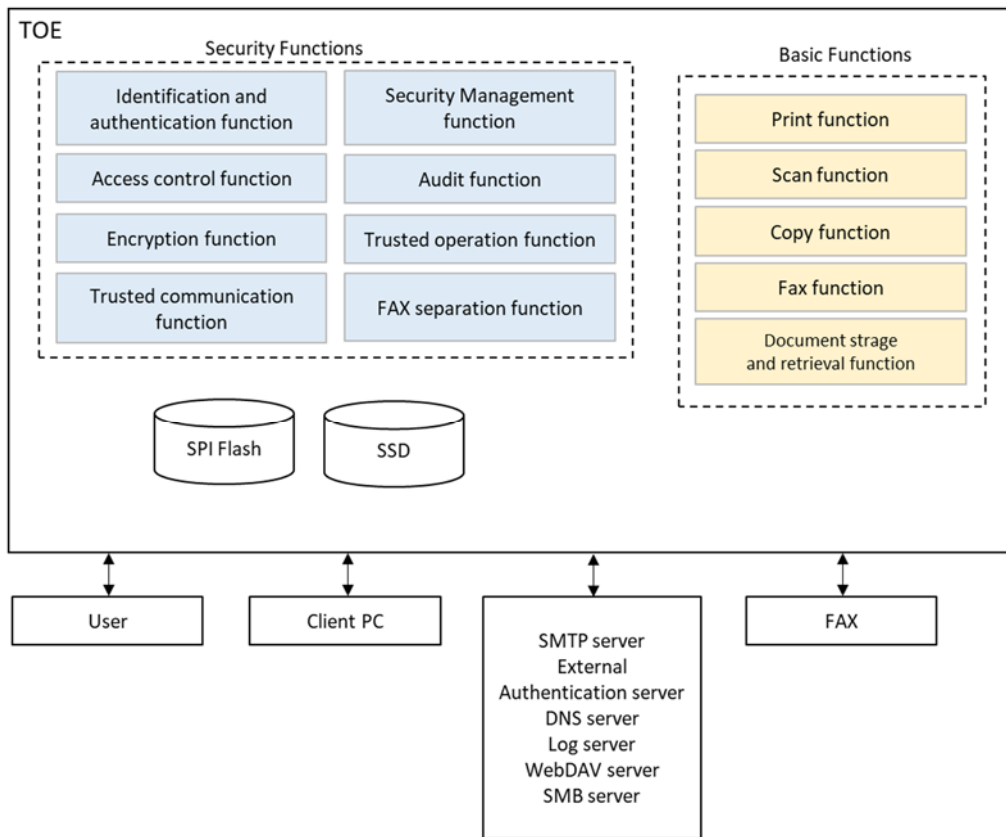 TOE
Security Functions
Identification and
authentication function
Security Management
function
Access control function
Audit function
Encryption function
Trusted operation function
Trusted communication
function
FAX separation function
Basic Functions
Print function
Scan function
Copy function
Fax function
Document strage
and retrieval function
SPI Flash
SSD
User
Client PC
SMTP server
External
Authentication server
DNS server
Log server
WebDAV server
SMB server
FAX